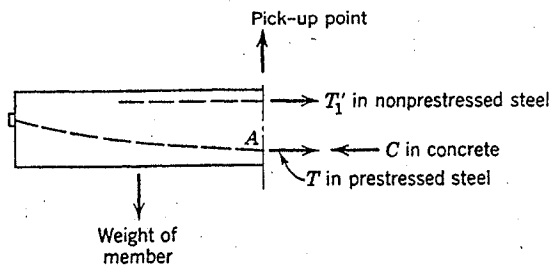 Pick-up point
T₁′ in nonprestressed steel
A
C in concrete
T in prestressed steel
Weight of
member